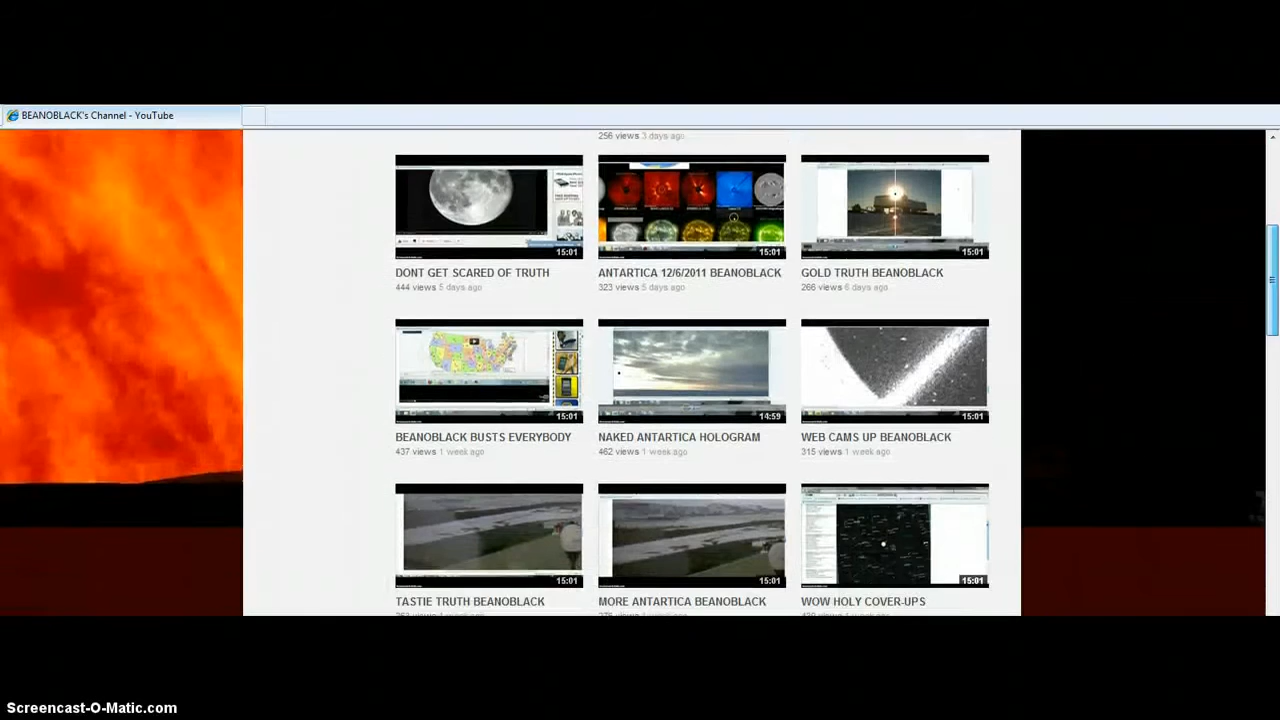 BEANOBLACK's Channel - YouTube
256 views 3 days ago
15:01
15:01
15:01
DONT GET SCARED OF TRUTH
ANTARTICA 12/6/2011 BEANOBLACK
GOLD TRUTH BEANOBLACK
444 views 5 days ago
323 views 5 days ago
266 views 6 days ago
15:01
14:59
15:01
BEANOBLACK BUSTS EVERYBODY
NAKED ANTARTICA HOLOGRAM
WEB CAMS UP BEANOBLACK
437 views 1 week ago
462 views 1 week ago
315 views 1 week ago
15:01
15:01
15:01
TASTIE TRUTH BEANOBLACK
MORE ANTARTICA BEANOBLACK
WOW HOLY COVER-UPS
Screencast-O-Matic.com